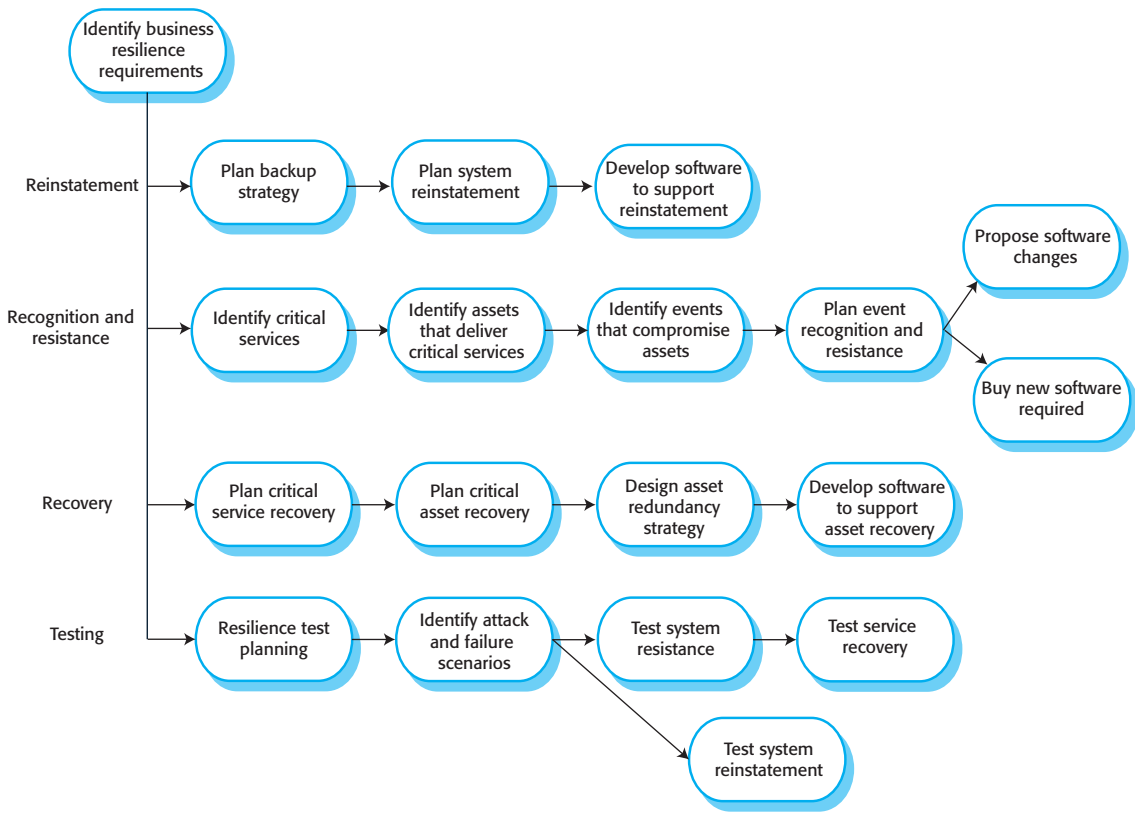 Identify business
resilience
requirements
Reinstatement
Plan backup
strategy
Plan system
reinstatement
Develop software
to support
reinstatement
Propose software
changes
Recognition and
resistance
Identify critical
services
Identify assets
that deliver
critical services
Identify events
that compromise
assets
Plan event
recognition and
resistance
Buy new software
required
Recovery
Plan critical
service recovery
Plan critical
asset recovery
Design asset
redundancy
strategy
Develop software
to support
asset recovery
Testing
Resilience test
planning
Identify attack
and failure
scenarios
Test system
resistance
Test service
recovery
Test system
reinstatement